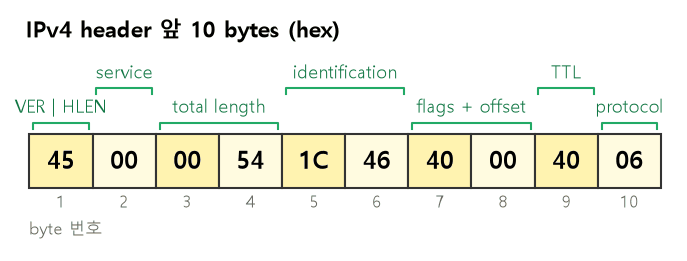 IPv4 header 앞 10 bytes (hex)
service identification TTL
VER | HLEN total length flags + offset protocol
45 00 00 54 1C 46 40 00 40 06
1 2 3 4 5 6 7 8 9 10
byte 번호